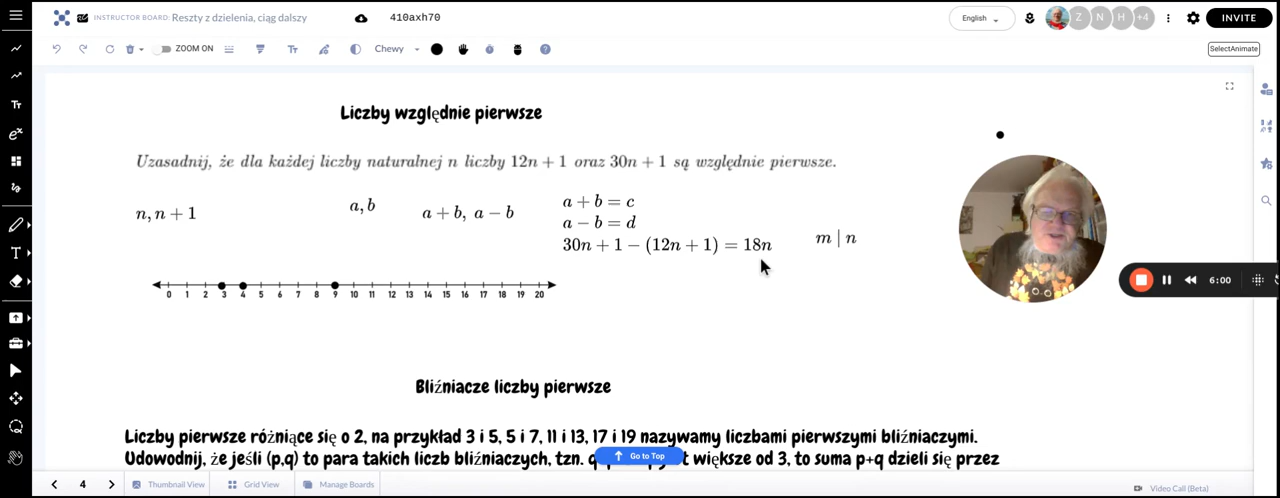 INSTRUCTOR BOARD: Reszty z dzielenia, ciąg dalszy
410axh70
English
Z N H +4
INVITE
ZOOM ON
Chewy
SelectAnimate
Liczby względnie pierwsze
Uzasadnij, że dla każdej liczby naturalnej n liczby 12n + 1 oraz 30n + 1 są względnie pierwsze.
n, n + 1
a, b
a + b, a − b
a + b = c
a − b = d
30n + 1 − (12n + 1) = 18n
m | n
6:00
0 1 2 3 4 5 6 7 8 9 10 11 12 13 14 15 16 17 18 19 20
Bliźniacze liczby pierwsze
Liczby pierwsze różniące się o 2, na przykład 3 i 5, 5 i 7, 11 i 13, 17 i 19 nazywamy liczbami pierwszymi bliźniaczymi.
Udowodnij, że jeśli (p,q) to para takich liczb bliźniaczych, tzn. większe od 3, to suma p+q dzieli się przez
Go to Top
4
Thumbnail View
Grid View
Manage Boards
Video Call (Beta)